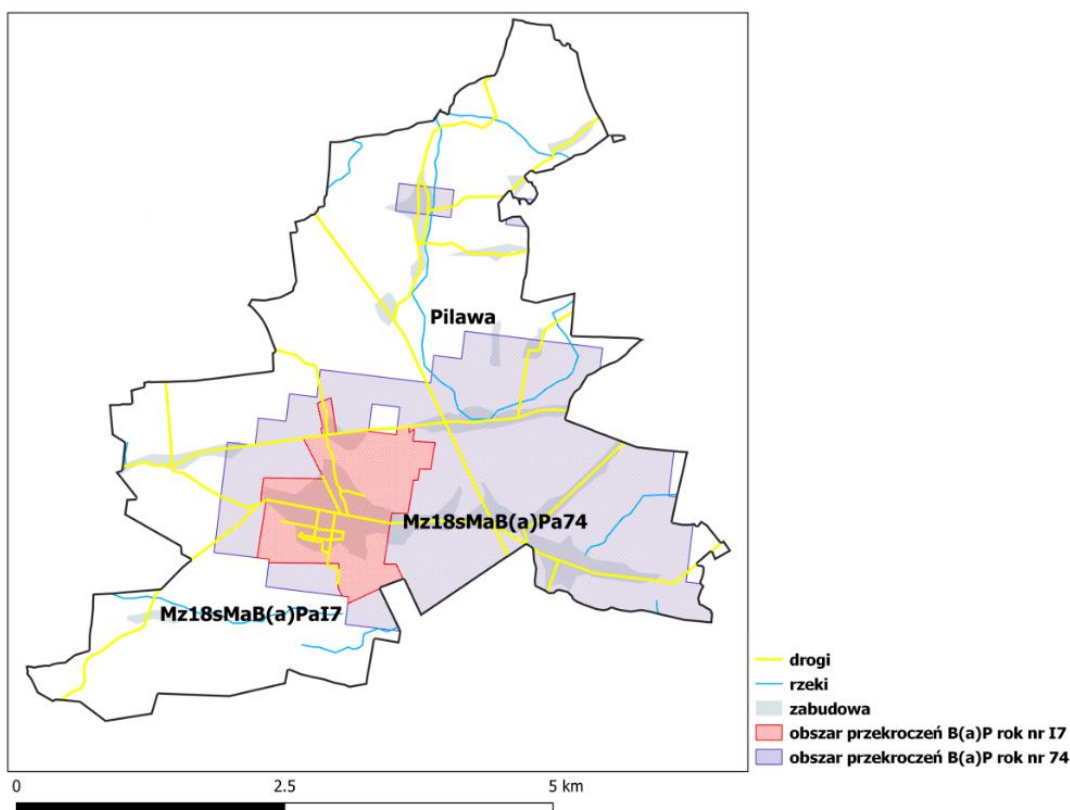 Pilawa
Mz18sMaB(a)Pa74
Mz18sMaB(a)PaI7
drogi
rzeki
zabudowa
obszar przekroczeń B(a)P rok nr I7
obszar przekroczeń B(a)P rok nr 74
0 2.5 5 km